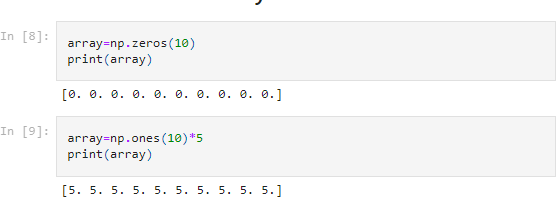 In [8]:
array=np.zeros(10)
print(array)
[0. 0. 0. 0. 0. 0. 0. 0. 0. 0.]
In [9]:
array=np.ones(10)*5
print(array)
[5. 5. 5. 5. 5. 5. 5. 5. 5. 5.]